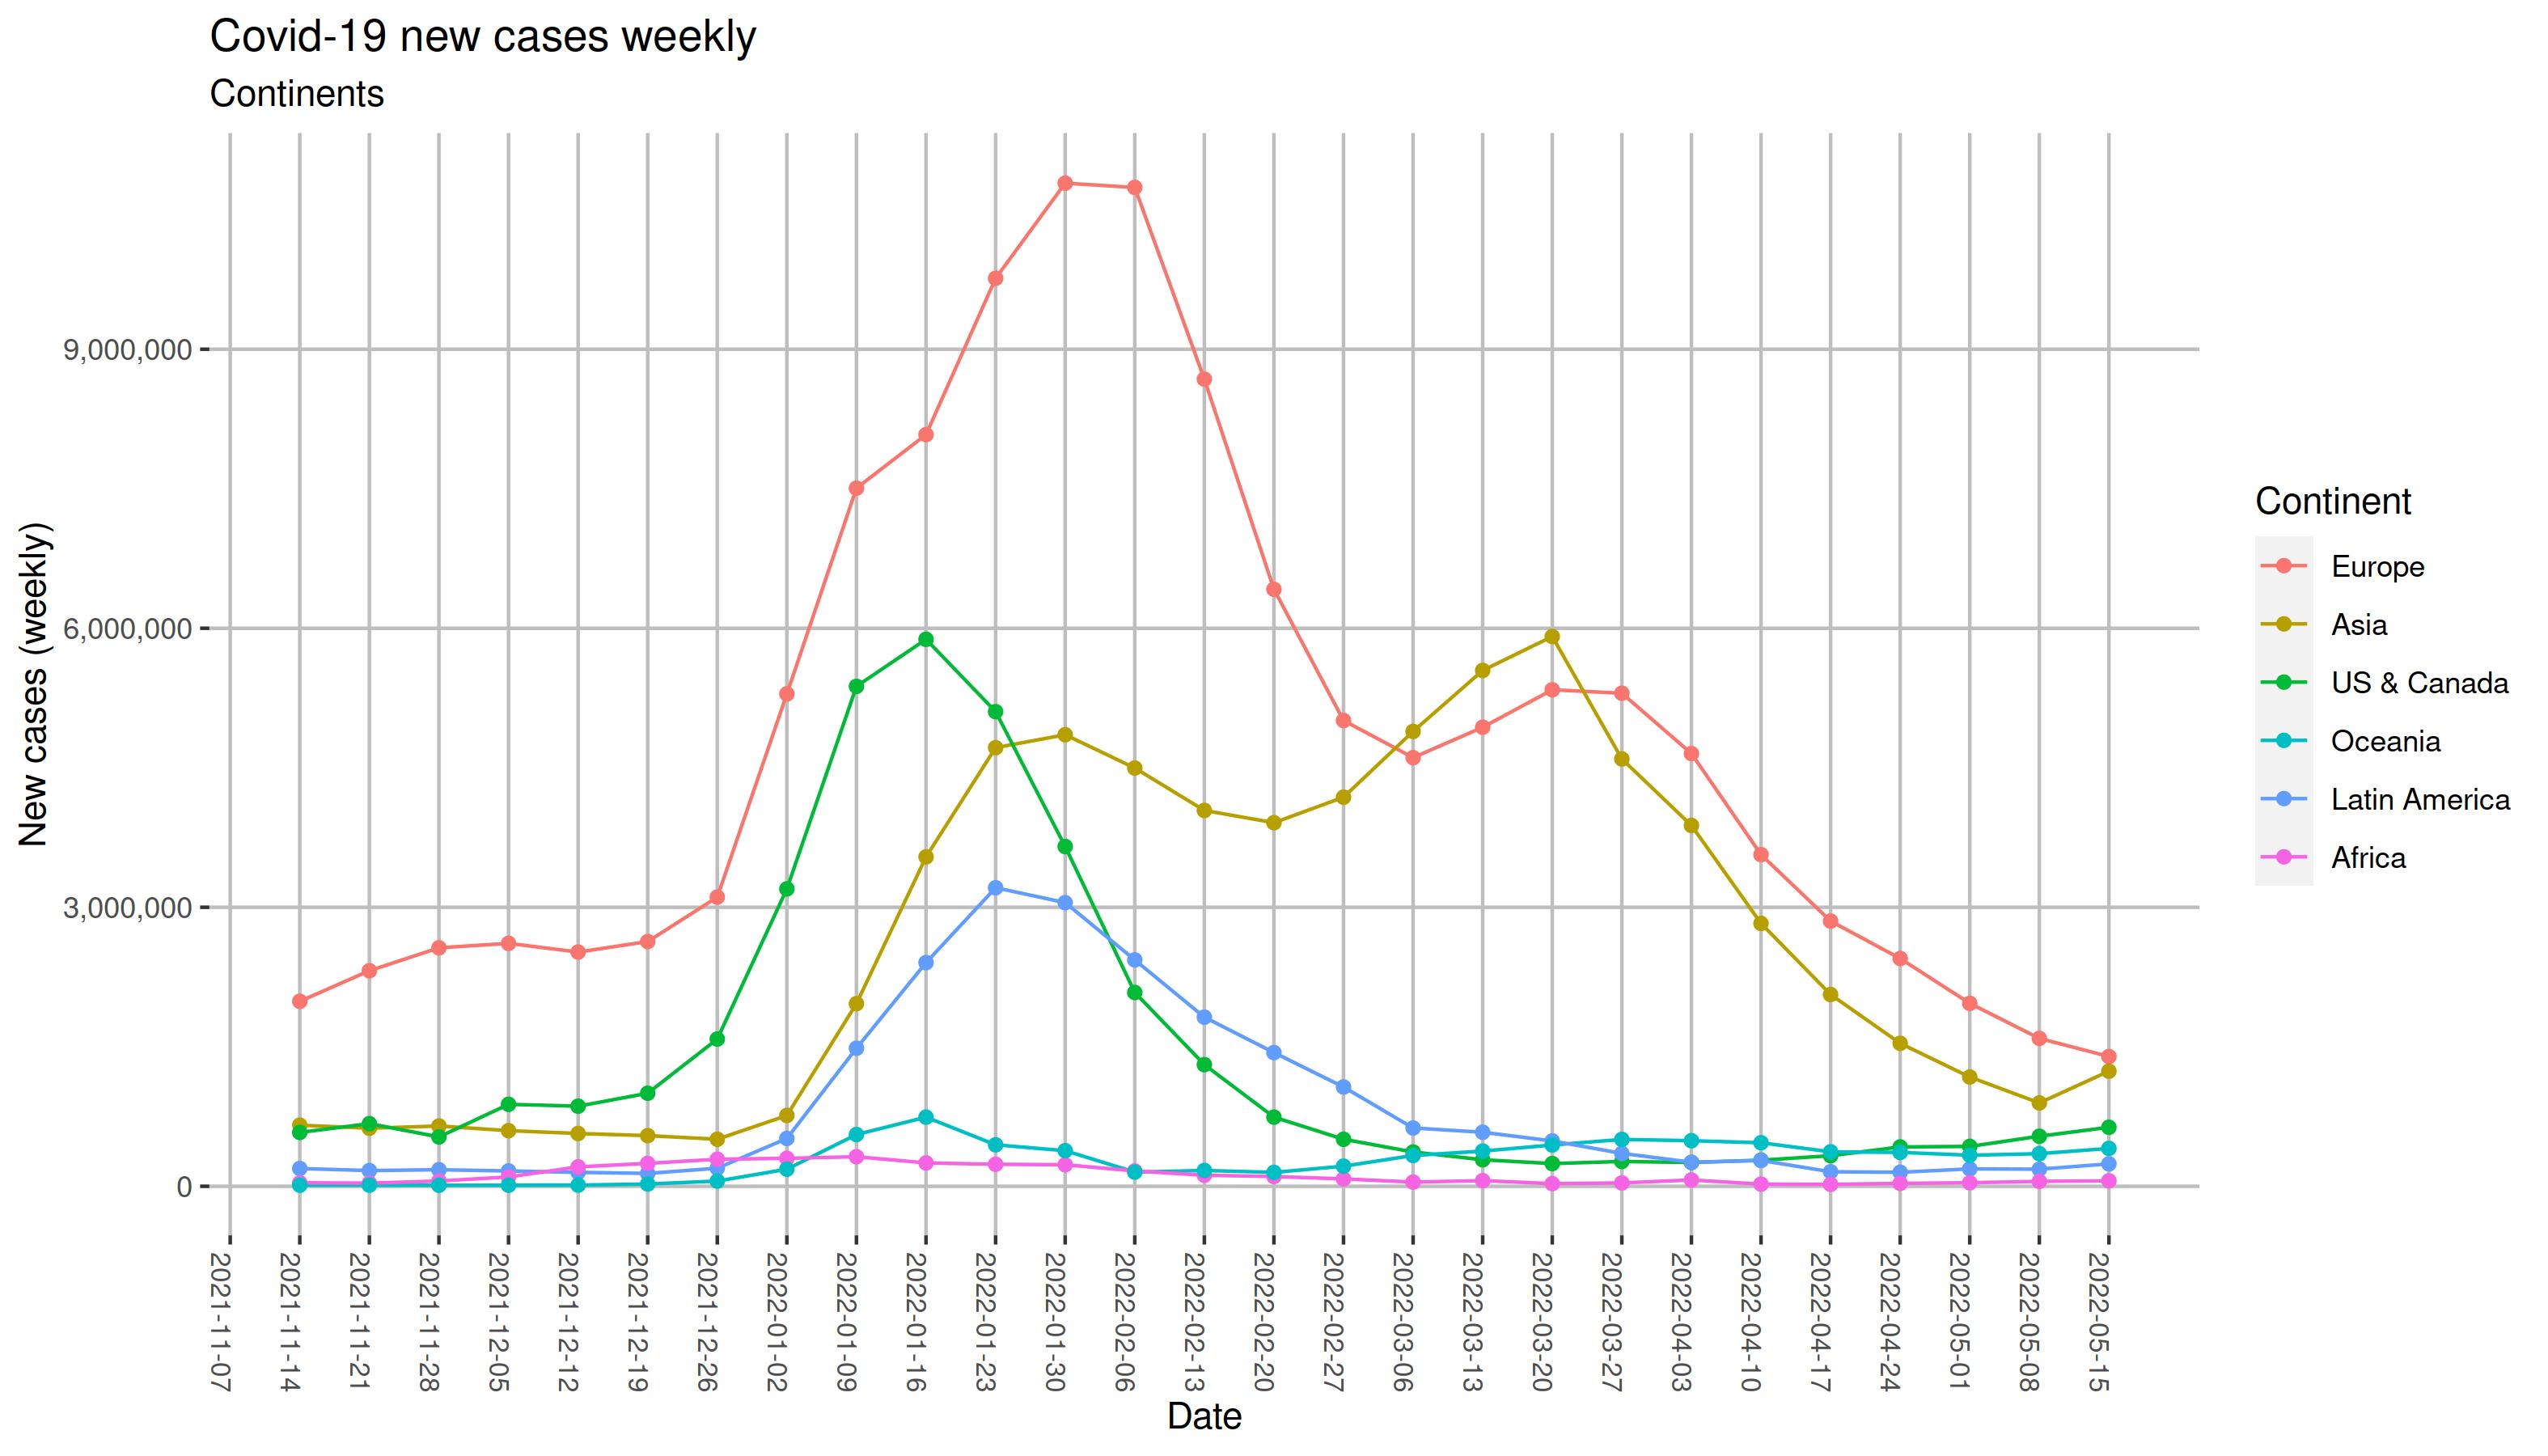 Covid-19 new cases weekly
Continents
New cases (weekly)
9,000,000
6,000,000
3,000,000
0
2021-11-07
2021-11-14
2021-11-21
2021-11-28
2021-12-05
2021-12-12
2021-12-19
2021-12-26
2022-01-02
2022-01-09
2022-01-16
2022-01-23
2022-01-30
2022-02-06
2022-02-13
2022-02-20
2022-02-27
2022-03-06
2022-03-13
2022-03-20
2022-03-27
2022-04-03
2022-04-10
2022-04-17
2022-04-24
2022-05-01
2022-05-08
2022-05-15
Date
Continent
Europe
Asia
US & Canada
Oceania
Latin America
Africa